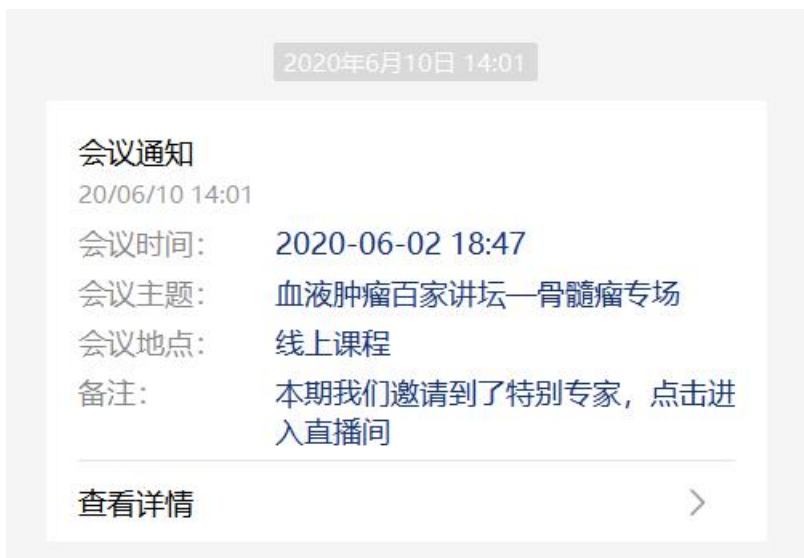 2020年6月10日 14:01
会议通知
20/06/10 14:01
会议时间： 2020-06-02 18:47
会议主题： 血液肿瘤百家讲坛—骨髓瘤专场
会议地点： 线上课程
备注： 本期我们邀请到了特别专家，点击进
入直播间
查看详情